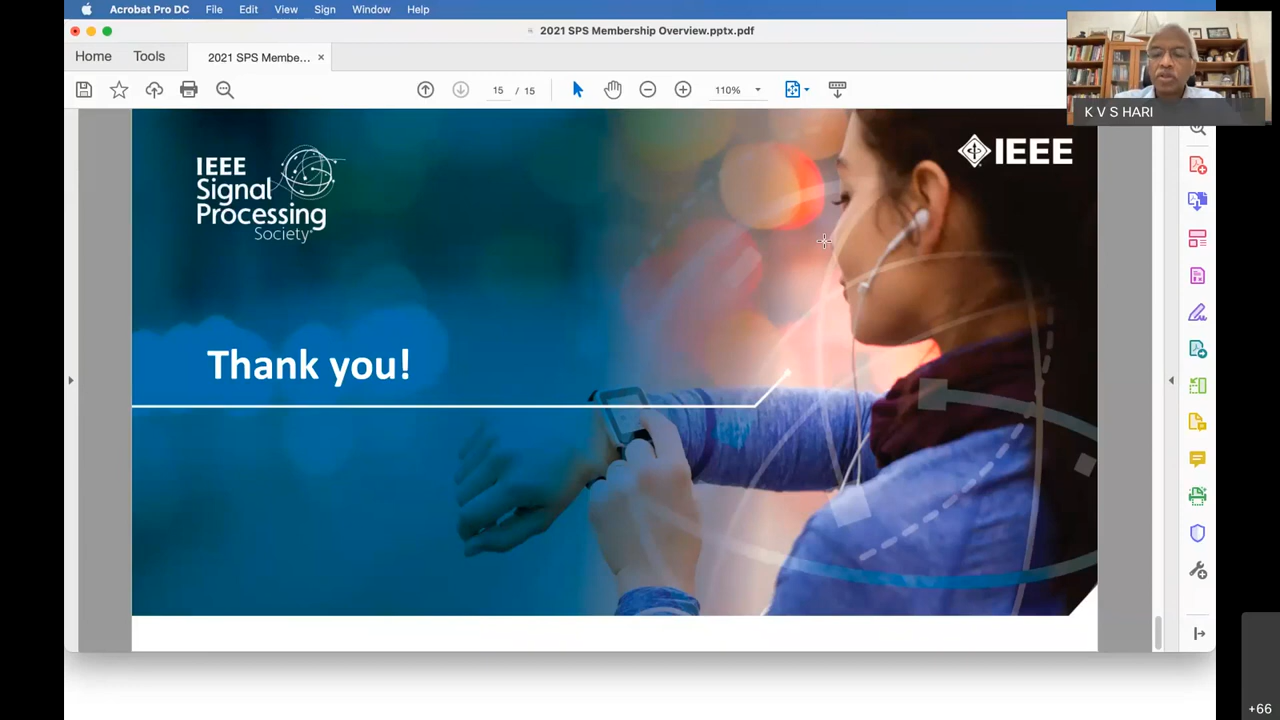 Acrobat Pro DC File Edit View Sign Window Help
2021 SPS Membership Overview.pptx.pdf
Home Tools 2021 SPS Membe... ×
15 / 15 110%
K V S HARI
IEEE
Signal
Processing
Society
IEEE
Thank you!
+66